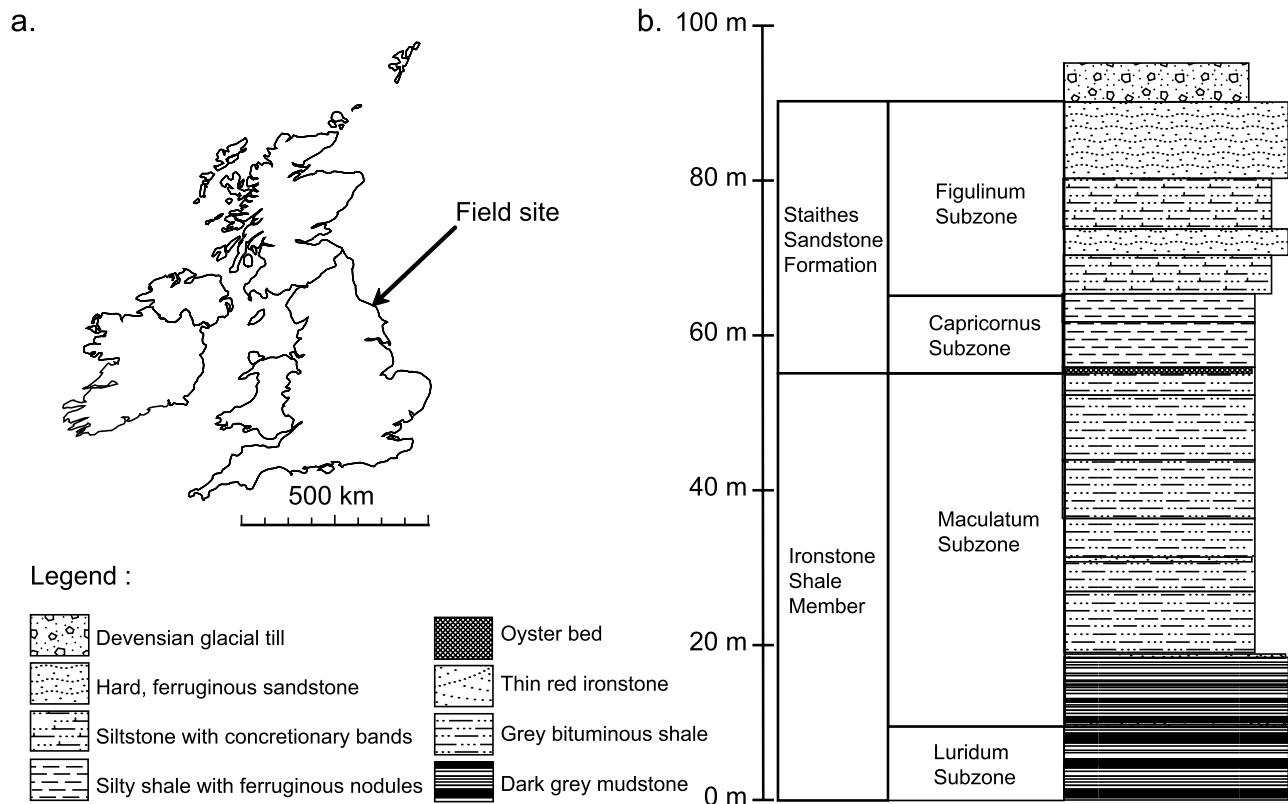 a.
Field site
500 km
Legend :
Devensian glacial till
Hard, ferruginous sandstone
Siltstone with concretionary bands
Silty shale with ferruginous nodules
Oyster bed
Thin red ironstone
Grey bituminous shale
Dark grey mudstone
b.
100 m
80 m
60 m
40 m
20 m
0 m
Staithes
Sandstone
Formation
Ironstone
Shale
Member
Figulinum
Subzone
Capricornus
Subzone
Maculatum
Subzone
Luridum
Subzone